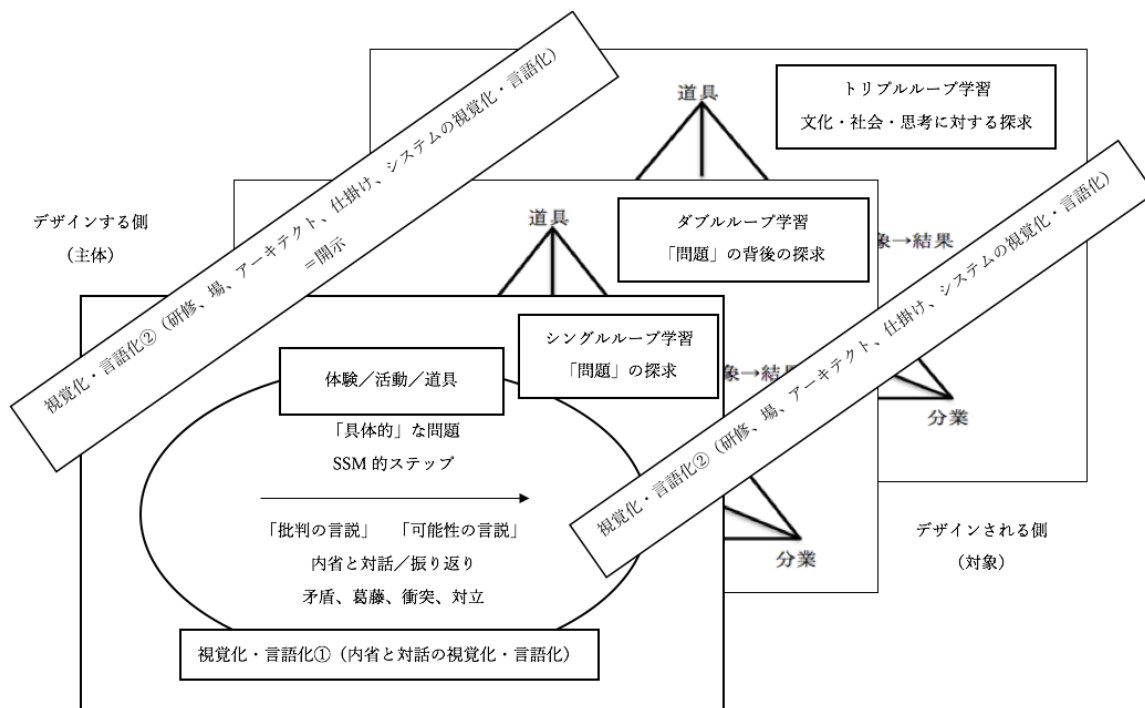 トリプルループ学習
文化・社会・思考に対する探求
道具
視覚化・言語化②（研修、場、アーキテクト、仕掛け、システムの視覚化・言語化）
＝開示
デザインする側
（主体）
ダブルループ学習
「問題」の背後の探求
道具
象→結果
シングルループ学習
「問題」の探求
象→結果
体験／活動／道具
「具体的」な問題
SSM 的ステップ
「批判の言説」　「可能性の言説」
内省と対話／振り返り
矛盾、葛藤、衝突、対立
視覚化・言語化①（内省と対話の視覚化・言語化）
視覚化・言語化②（研修、場、アーキテクト、仕掛け、システムの視覚化・言語化）
分業
分業
デザインされる側
（対象）